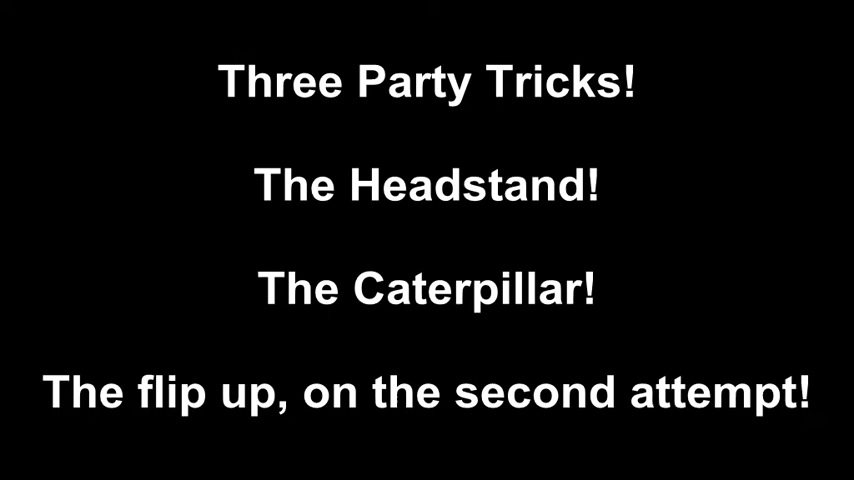 Three Party Tricks!
The Headstand!
The Caterpillar!
The flip up, on the second attempt!